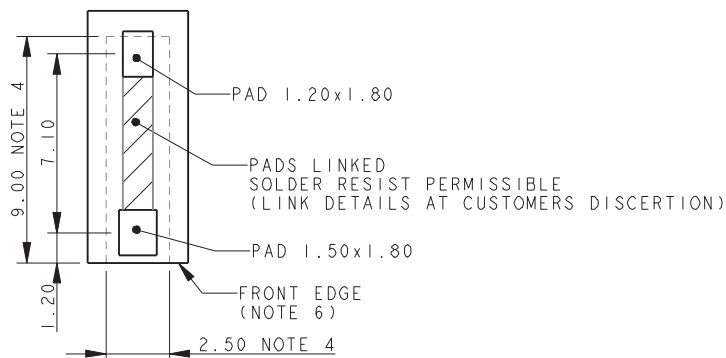 9.00 NOTE 4
7.10
1.20
PAD 1.20x1.80
PADS LINKED
SOLDER RESIST PERMISSIBLE
(LINK DETAILS AT CUSTOMERS DISCERTION)
PAD 1.50x1.80
FRONT EDGE
(NOTE 6)
2.50 NOTE 4